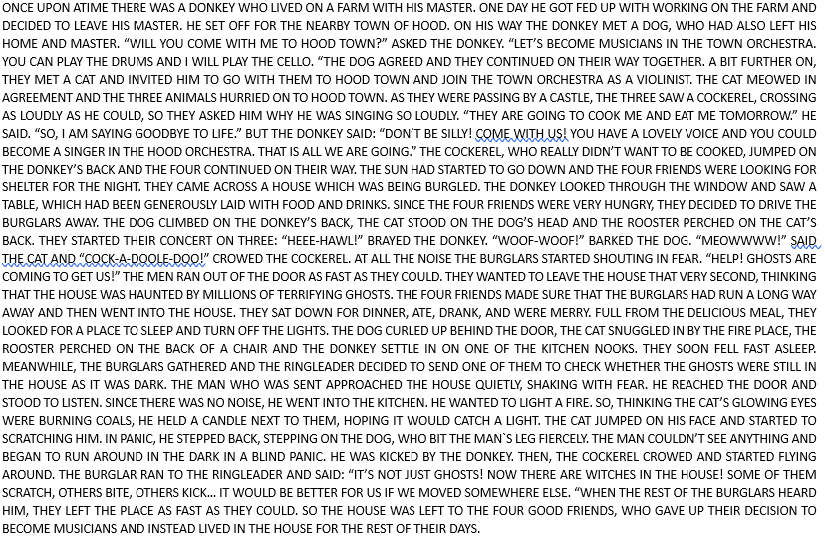 ONCE UPON ATIME THERE WAS A DONKEY WHO LIVED ON A FARM WITH HIS MASTER. ONE DAY HE GOT FED UP WITH WORKING ON THE FARM AND
DECIDED TO LEAVE HIS MASTER. HE SET OFF FOR THE NEARBY TOWN OF HOOD. ON HIS WAY THE DONKEY MET A DOG, WHO HAD ALSO LEFT HIS
HOME AND MASTER. “WILL YOU COME WITH ME TO HOOD TOWN?” ASKED THE DONKEY. “LET’S BECOME MUSICIANS IN THE TOWN ORCHESTRA.
YOU CAN PLAY THE DRUMS AND I WILL PLAY THE CELLO. “THE DOG AGREED AND THEY CONTINUED ON THEIR WAY TOGETHER. A BIT FURTHER ON,
THEY MET A CAT AND INVITED HIM TO GO WITH THEM TO HOOD TOWN AND JOIN THE TOWN ORCHESTRA AS A VIOLINIST. THE CAT MEOWED IN
AGREEMENT AND THE THREE ANIMALS HURRIED ON TO HOOD TOWN. AS THEY WERE PASSING BY A CASTLE, THE THREE SAW A COCKEREL, CROSSING
AS LOUDLY AS HE COULD, SO THEY ASKED HIM WHY HE WAS SINGING SO LOUDLY. “THEY ARE GOING TO COOK ME AND EAT ME TOMORROW.” HE
SAID. “SO, I AM SAYING GOODBYE TO LIFE.” BUT THE DONKEY SAID: “DON’T BE SILLY! COME WITH US! YOU HAVE A LOVELY VOICE AND YOU COULD
BECOME A SINGER IN THE HOOD ORCHESTRA. THAT IS ALL WE ARE GOING.” THE COCKEREL, WHO REALLY DIDN’T WANT TO BE COOKED, JUMPED ON
THE DONKEY’S BACK AND THE FOUR CONTINUED ON THEIR WAY. THE SUN HAD STARTED TO GO DOWN AND THE FOUR FRIENDS WERE LOOKING FOR
SHELTER FOR THE NIGHT. THEY CAME ACROSS A HOUSE WHICH WAS BEING BURGLED. THE DONKEY LOOKED THROUGH THE WINDOW AND SAW A
TABLE, WHICH HAD BEEN GENEROUSLY LAID WITH FOOD AND DRINKS. SINCE THE FOUR FRIENDS WERE VERY HUNGRY, THEY DECIDED TO DRIVE THE
BURGLARS AWAY. THE DOG CLIMBED ON THE DONKEY’S BACK, THE CAT STOOD ON THE DOG’S HEAD AND THE ROOSTER PERCHED ON THE CAT’S
BACK. THEY STARTED THEIR CONCERT ON THREE: “HEEE-HAWL!” BRAYED THE DONKEY. “WOOF-WOOF!” BARKED THE DOG. “MEOWWWW!” SAID
THE CAT AND “COCK-A-DOOLE-DOO!” CROWED THE COCKEREL. AT ALL THE NOISE THE BURGLARS STARTED SHOUTING IN FEAR. “HELP! GHOSTS ARE
COMING TO GET US!” THE MEN RAN OUT OF THE DOOR AS FAST AS THEY COULD. THEY WANTED TO LEAVE THE HOUSE THAT VERY SECOND, THINKING
THAT THE HOUSE WAS HAUNTED BY MILLIONS OF TERRIFYING GHOSTS. THE FOUR FRIENDS MADE SURE THAT THE BURGLARS HAD RUN A LONG WAY
AWAY AND THEN WENT INTO THE HOUSE. THEY SAT DOWN FOR DINNER, ATE, DRANK, AND WERE MERRY. FULL FROM THE DELICIOUS MEAL, THEY
LOOKED FOR A PLACE TO SLEEP AND TURN OFF THE LIGHTS. THE DOG CURLED UP BEHIND THE DOOR, THE CAT SNUGGLED IN BY THE FIRE PLACE, THE
ROOSTER PERCHED ON THE BACK OF A CHAIR AND THE DONKEY SETTLE IN ON ONE OF THE KITCHEN NOOKS. THEY SOON FELL FAST ASLEEP.
MEANWHILE, THE BURGLARS GATHERED AND THE RINGLEADER DECIDED TO SEND ONE OF THEM TO CHECK WHETHER THE GHOSTS WERE STILL IN
THE HOUSE AS IT WAS DARK. THE MAN WHO WAS SENT APPROACHED THE HOUSE QUIETLY, SHAKING WITH FEAR. HE REACHED THE DOOR AND
STOOD TO LISTEN. SINCE THERE WAS NO NOISE, HE WENT INTO THE KITCHEN. HE WANTED TO LIGHT A FIRE. SO, THINKING THE CAT’S GLOWING EYES
WERE BURNING COALS, HE HELD A CANDLE NEXT TO THEM, HOPING IT WOULD CATCH A LIGHT. THE CAT JUMPED ON HIS FACE AND STARTED TO
SCRATCHING HIM. IN PANIC, HE STEPPED BACK, STEPPING ON THE DOG, WHO BIT THE MAN`S LEG FIERCELY. THE MAN COULDN’T SEE ANYTHING AND
BEGAN TO RUN AROUND IN THE DARK IN A BLIND PANIC. HE WAS KICKED BY THE DONKEY. THEN, THE COCKEREL CROWED AND STARTED FLYING
AROUND. THE BURGLAR RAN TO THE RINGLEADER AND SAID: “IT’S NOT JUST GHOSTS! NOW THERE ARE WITCHES IN THE HOUSE! SOME OF THEM
SCRATCH, OTHERS BITE, OTHERS KICK... IT WOULD BE BETTER FOR US IF WE MOVED SOMEWHERE ELSE. “WHEN THE REST OF THE BURGLARS HEARD
HIM, THEY LEFT THE PLACE AS FAST AS THEY COULD. SO THE HOUSE WAS LEFT TO THE FOUR GOOD FRIENDS, WHO GAVE UP THEIR DECISION TO
BECOME MUSICIANS AND INSTEAD LIVED IN THE HOUSE FOR THE REST OF THEIR DAYS.